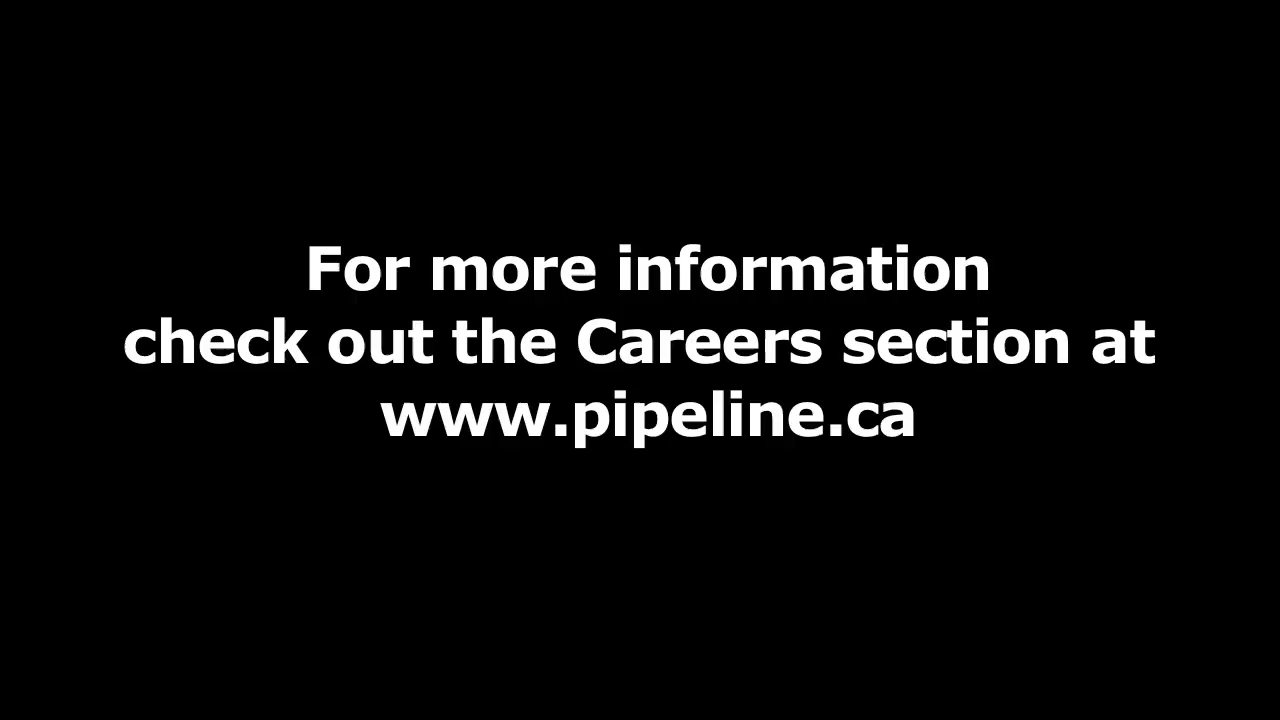 For more information
check out the Careers section at
www.pipeline.ca